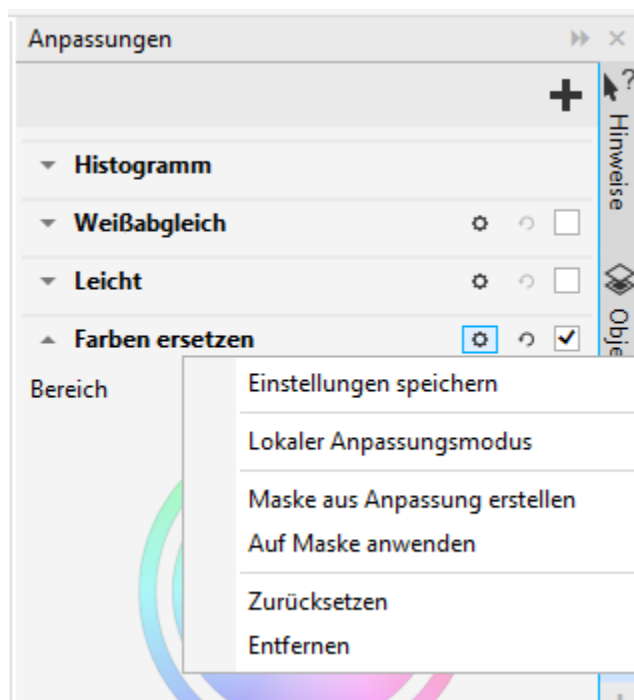 Anpassungen
?
Hinweise
Histogramm
Weißabgleich
Leicht
Obje
Farben ersetzen
Bereich
Einstellungen speichern
Lokaler Anpassungsmodus
Maske aus Anpassung erstellen
Auf Maske anwenden
Zurücksetzen
Entfernen